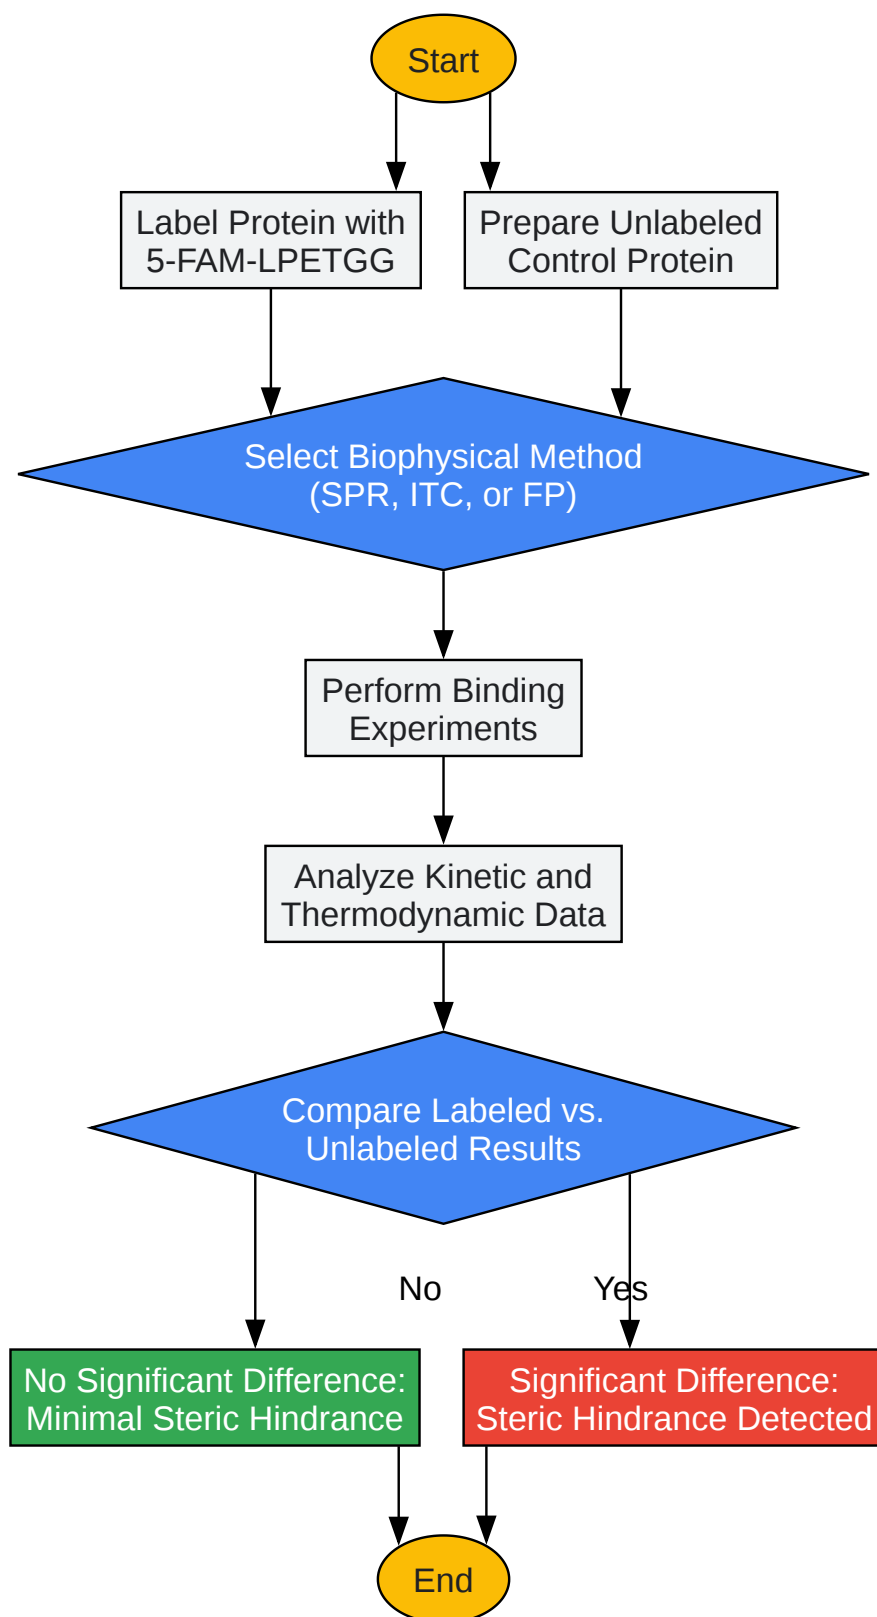 Start
Label Protein with
5-FAM-LPETGG
Prepare Unlabeled
Control Protein
Select Biophysical Method
(SPR, ITC, or FP)
Perform Binding
Experiments
Analyze Kinetic and
Thermodynamic Data
Compare Labeled vs.
Unlabeled Results
No
Yes
No Significant Difference:
Minimal Steric Hindrance
Significant Difference:
Steric Hindrance Detected
End